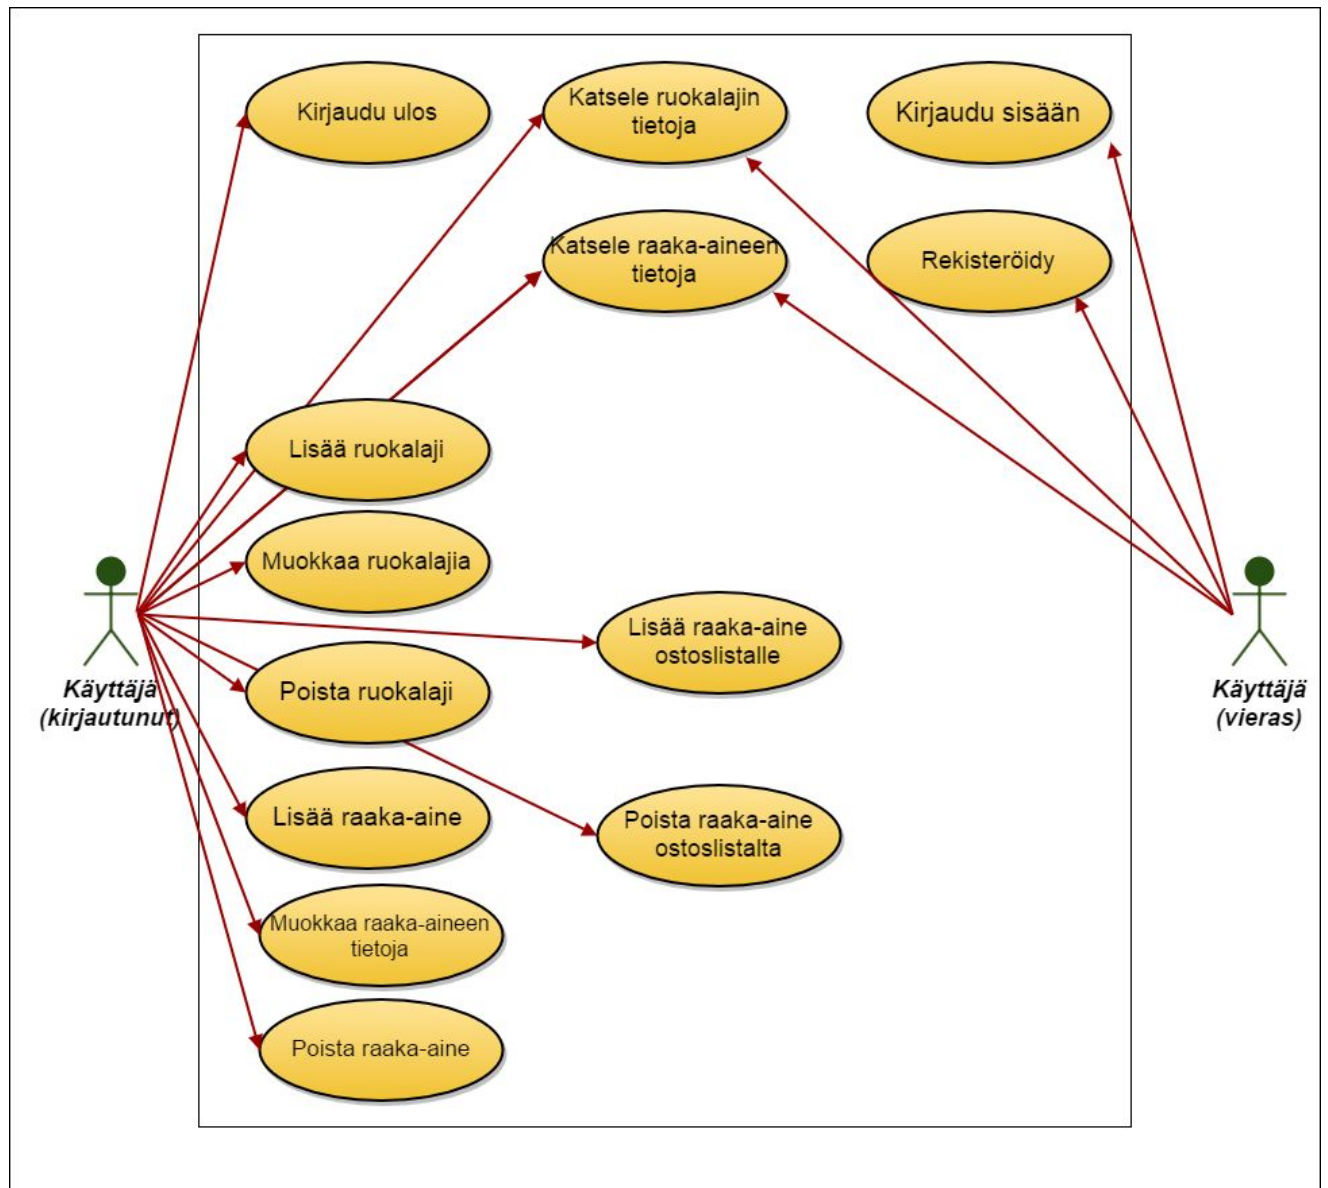 Kirjaudu ulos
Katsele ruokalajin
tietoja
Kirjaudu sisään
Katsele raaka-aineen
tietoja
Rekisteröidy
Lisää ruokalaji
Muokkaa ruokalajia
Lisää raaka-aine
ostoslistalle
Poista ruokalaji
Käyttäjä
(kirjautunut)
Käyttäjä
(vieras)
Lisää raaka-aine
Poista raaka-aine
ostoslistalta
Muokkaa raaka-aineen
tietoja
Poista raaka-aine